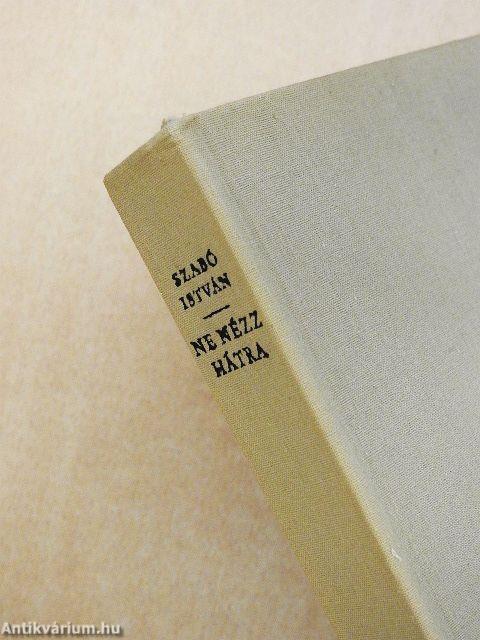 SZABÓ
ISTVÁN
NE NÉZZ
HÁTRA
Antikvárium.hu